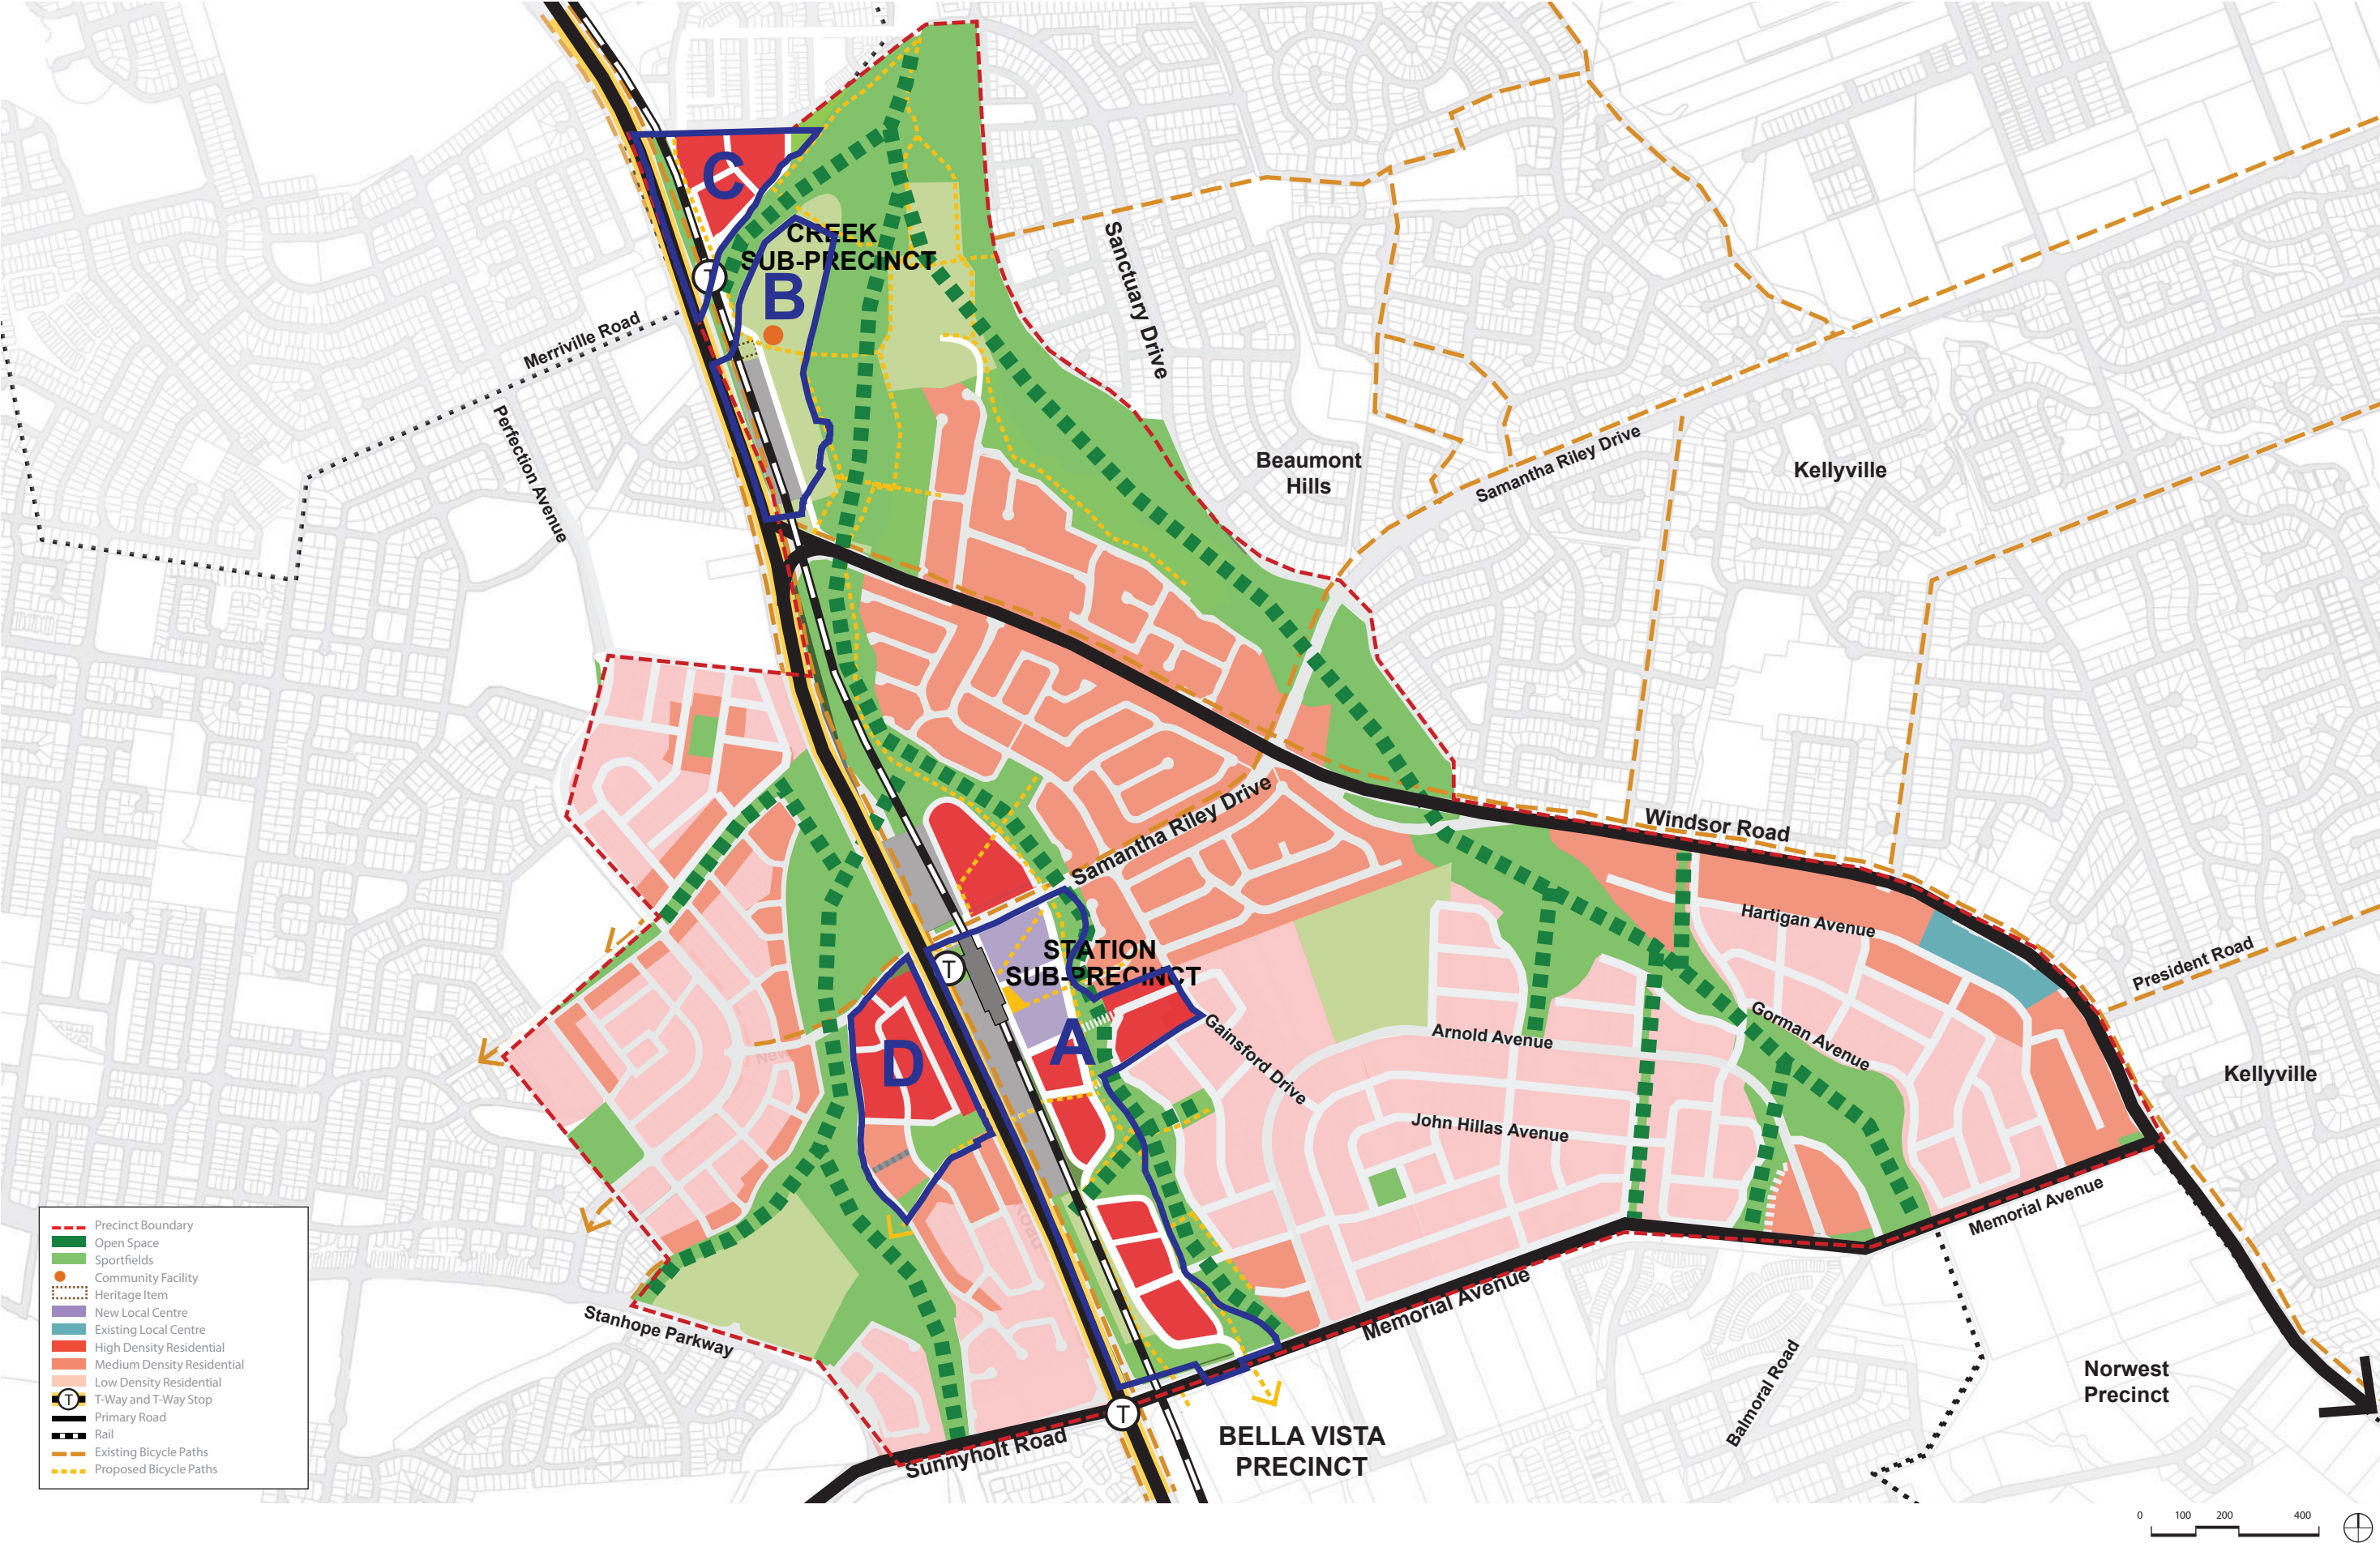 C
CREEK
SUB-PRECINCT
B
T
Merriville Road
Sanctuary Drive
Perfection Avenue
Beaumont
Hills
Samantha Riley Drive
Kellyville
Windsor Road
Samantha Riley Drive
Hartigan Avenue
President Road
STATION
SUB-PRECINCT
T
A
D
Gainsford Drive
Arnold Avenue
Gorman Avenue
Kellyville
John Hillas Avenue
Memorial Avenue
Road
Memorial Avenue
Stanhope Parkway
Balmoral Road
Norwest
Precinct
T
Sunnyholt Road
BELLA VISTA
PRECINCT
Precinct Boundary
Open Space
Sportfields
Community Facility
Heritage Item
New Local Centre
Existing Local Centre
High Density Residential
Medium Density Residential
Low Density Residential
T T-Way and T-Way Stop
Primary Road
Rail
Existing Bicycle Paths
Proposed Bicycle Paths
0 100 200 400